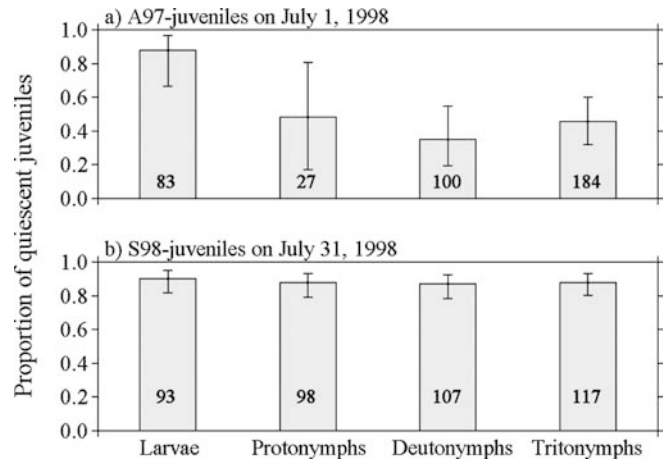 a) A97-juveniles on July 1, 1998
1.0
0.8
0.6
0.4
0.2
0.0
83 27 100 184
b) S98-juveniles on July 31, 1998
1.0
0.8
0.6
0.4
0.2
0.0
93 98 107 117
Larvae Protonymphs Deutonymphs Tritonymphs
Proportion of quiescent juveniles